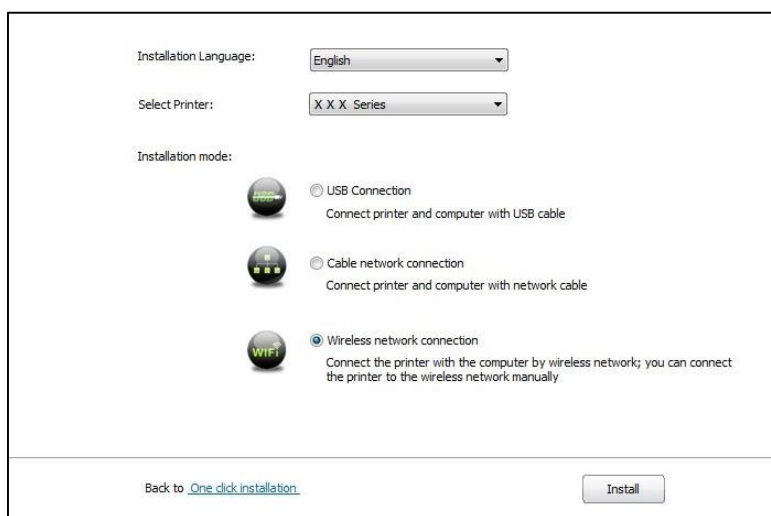 Installation Language:
English
Select Printer:
X X X Series
Installation mode:
USB
USB Connection
Connect printer and computer with USB cable
Cable network connection
Connect printer and computer with network cable
WiFi
Wireless network connection
Connect the printer with the computer by wireless network; you can connect
the printer to the wireless network manually
Back to One click installation
Install